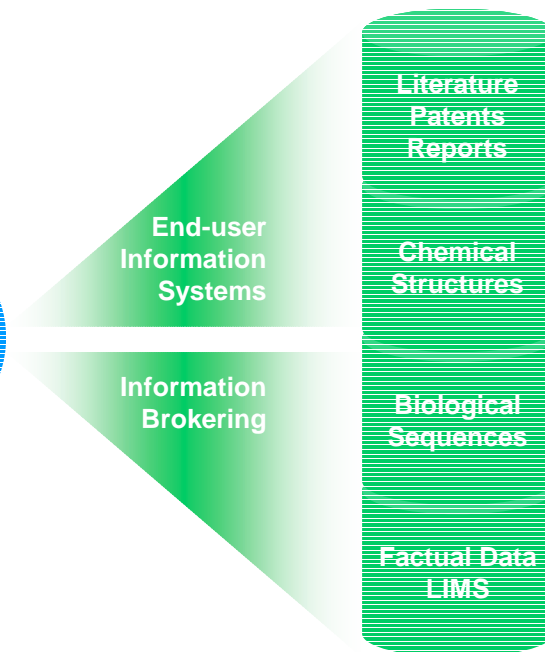 End-user
Information
Systems
Information
Brokering
Literature
Patents
Reports
Chemical
Structures
Biological
Sequences
Factual Data
LIMS